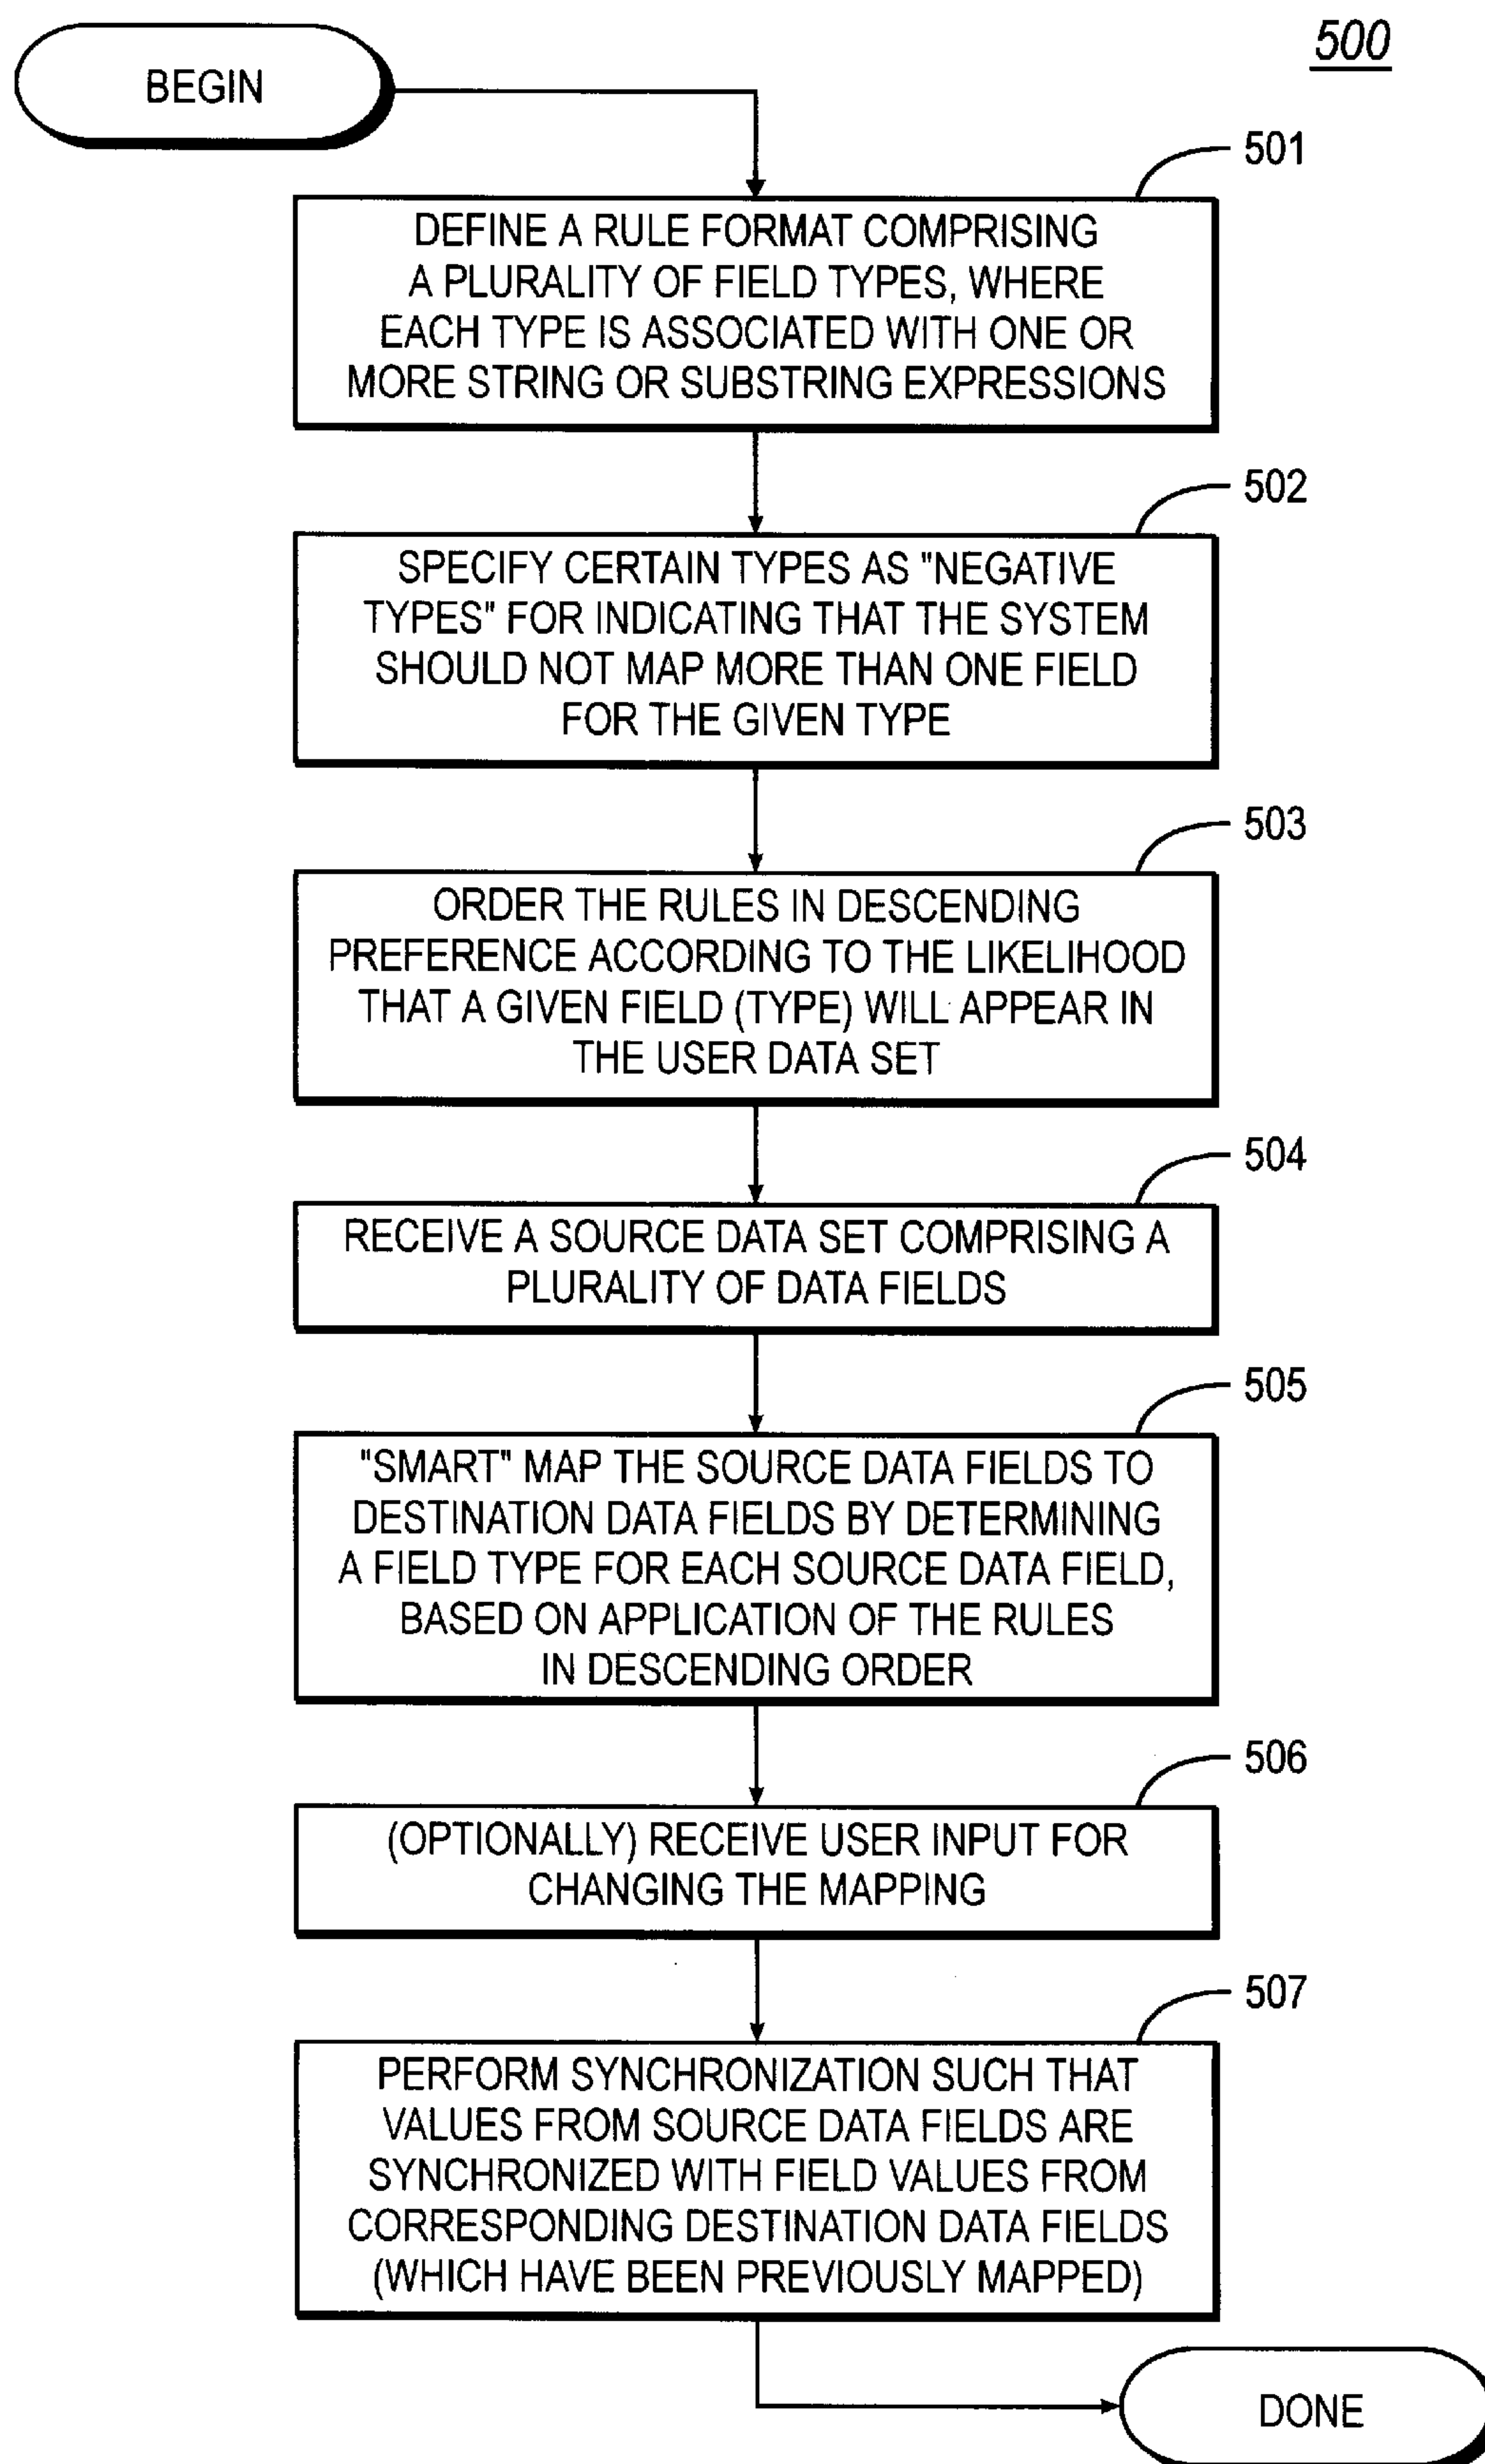 500
BEGIN
501
DEFINE A RULE FORMAT COMPRISING
A PLURALITY OF FIELD TYPES, WHERE
EACH TYPE IS ASSOCIATED WITH ONE OR
MORE STRING OR SUBSTRING EXPRESSIONS
502
SPECIFY CERTAIN TYPES AS "NEGATIVE
TYPES" FOR INDICATING THAT THE SYSTEM
SHOULD NOT MAP MORE THAN ONE FIELD
FOR THE GIVEN TYPE
503
ORDER THE RULES IN DESCENDING
PREFERENCE ACCORDING TO THE LIKELIHOOD
THAT A GIVEN FIELD (TYPE) WILL APPEAR IN
THE USER DATA SET
504
RECEIVE A SOURCE DATA SET COMPRISING A
PLURALITY OF DATA FIELDS
505
"SMART" MAP THE SOURCE DATA FIELDS TO
DESTINATION DATA FIELDS BY DETERMINING
A FIELD TYPE FOR EACH SOURCE DATA FIELD,
BASED ON APPLICATION OF THE RULES
IN DESCENDING ORDER
506
(OPTIONALLY) RECEIVE USER INPUT FOR
CHANGING THE MAPPING
507
PERFORM SYNCHRONIZATION SUCH THAT
VALUES FROM SOURCE DATA FIELDS ARE
SYNCHRONIZED WITH FIELD VALUES FROM
CORRESPONDING DESTINATION DATA FIELDS
(WHICH HAVE BEEN PREVIOUSLY MAPPED)
DONE